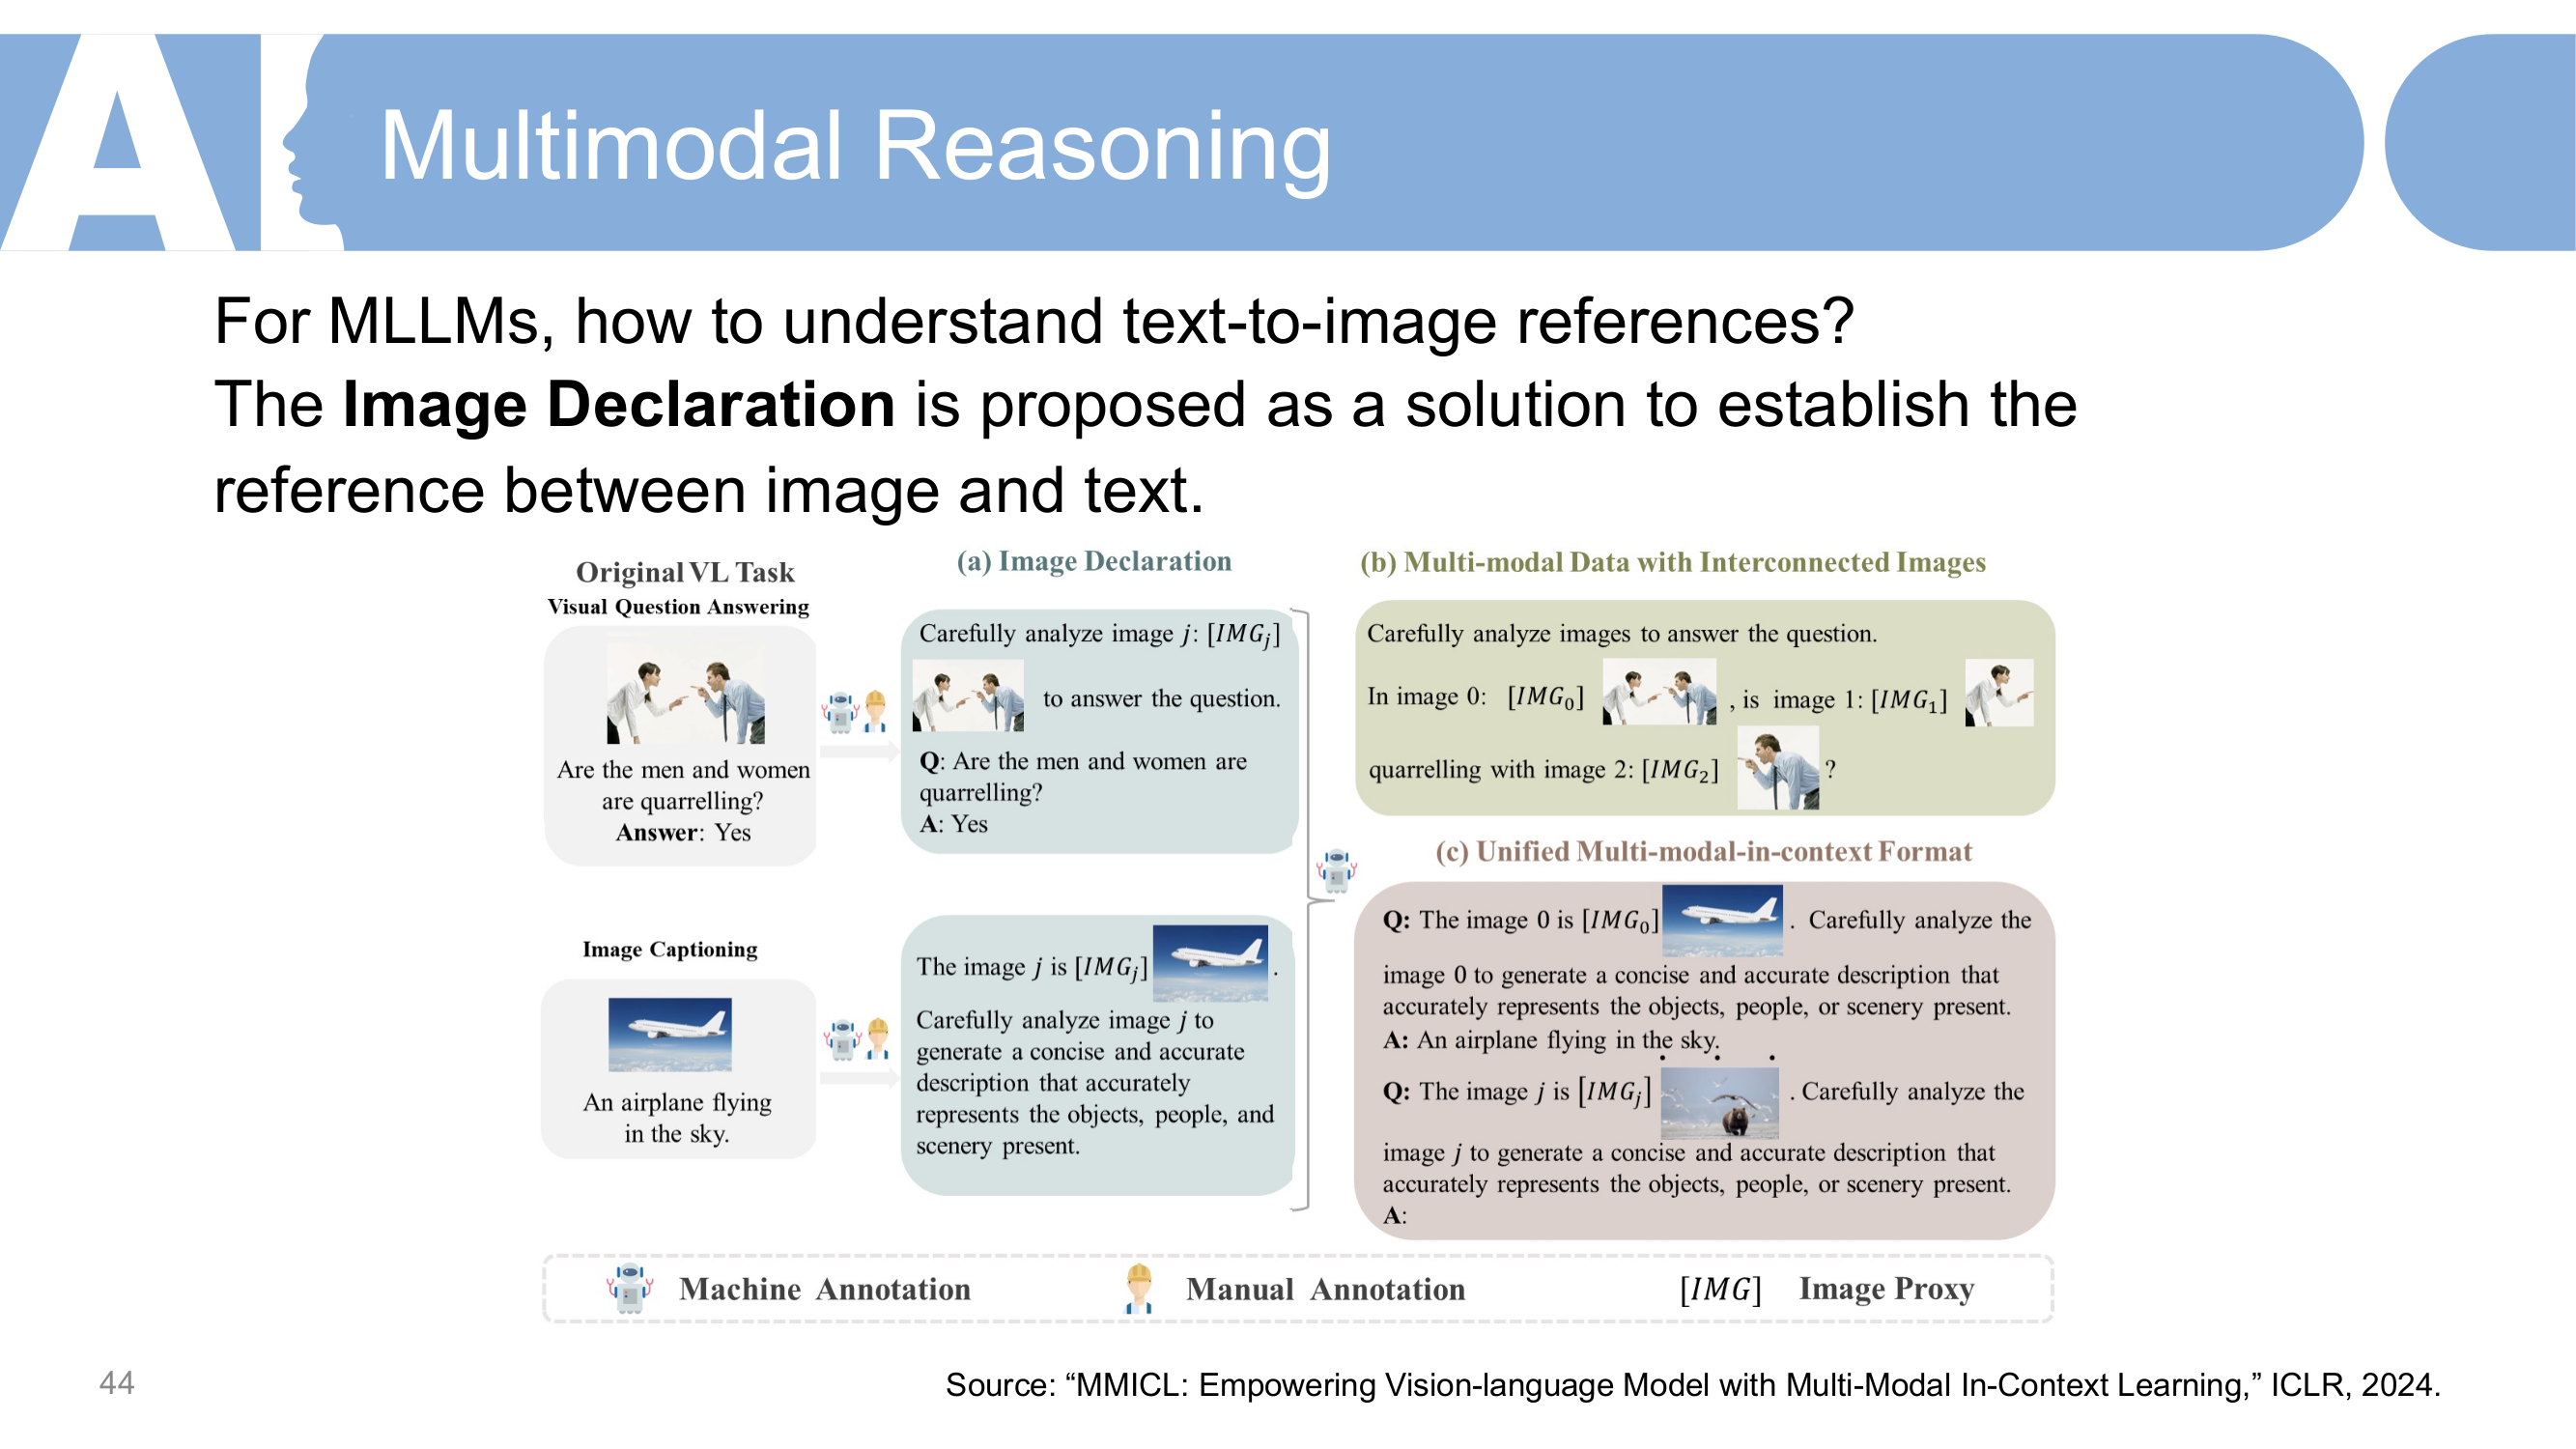 AI
Multimodal Reasoning
For MLLMs, how to understand text-to-image references?
The Image Declaration is proposed as a solution to establish the
reference between image and text.
Original VL Task
Visual Question Answering
Are the men and women
are quarrelling?
Answer: Yes
Image Captioning
An airplane flying
in the sky.
(a) Image Declaration
Carefully analyze image j: [IMG_j]
to answer the question.
Q: Are the men and women are
quarrelling?
A: Yes
The image j is [IMG_j] .
Carefully analyze image j to
generate a concise and accurate
description that accurately
represents the objects, people, and
scenery present.
(b) Multi-modal Data with Interconnected Images
Carefully analyze images to answer the question.
In image 0: [IMG_0] , is image 1: [IMG_1]
quarrelling with image 2: [IMG_2] ?
(c) Unified Multi-modal-in-context Format
Q: The image 0 is [IMG_0] . Carefully analyze the
image 0 to generate a concise and accurate description that
accurately represents the objects, people, or scenery present.
A: An airplane flying in the sky.
. . .
Q: The image j is [IMG_j] . Carefully analyze the
image j to generate a concise and accurate description that
accurately represents the objects, people, or scenery present.
A:
Machine Annotation Manual Annotation [IMG] Image Proxy
44
Source: “MMICL: Empowering Vision-language Model with Multi-Modal In-Context Learning,” ICLR, 2024.